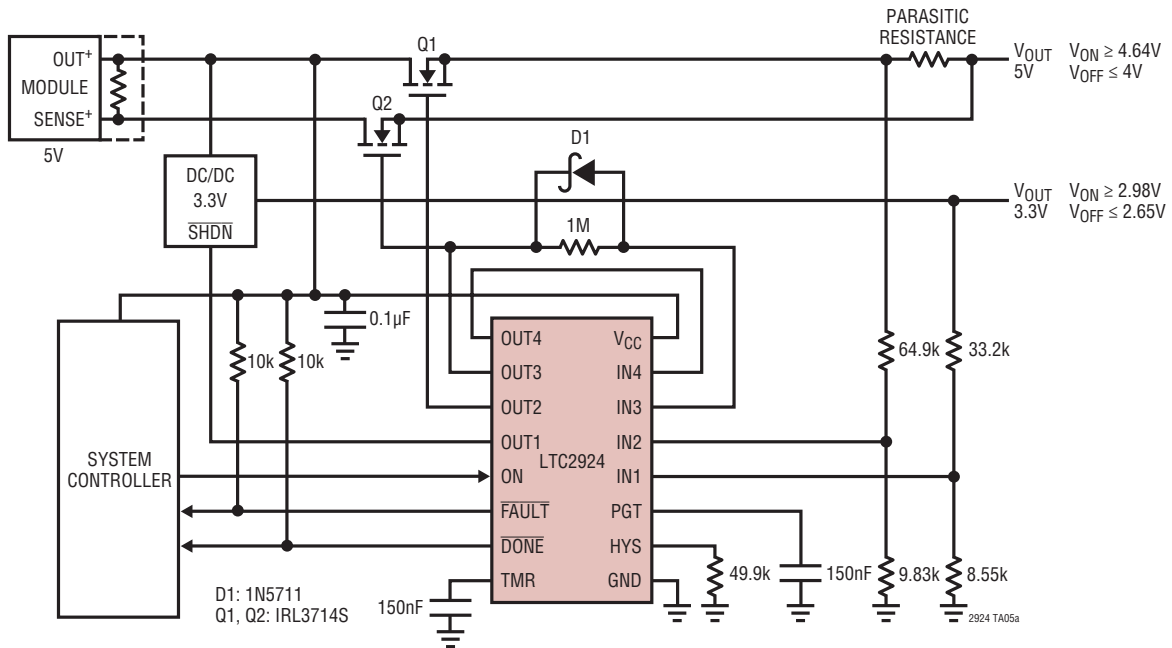 PARASITIC
RESISTANCE
Q1
OUT+
MODULE
SENSE+
5V
Q2
VOUT
5V
VON ≥ 4.64V
VOFF ≤ 4V
D1
DC/DC
3.3V
SHDN
VOUT
3.3V
VON ≥ 2.98V
VOFF ≤ 2.65V
1M
0.1µF
10k
10k
64.9k
33.2k
SYSTEM
CONTROLLER
OUT4
OUT3
OUT2
OUT1
ON
FAULT
DONE
TMR
LTC2924
VCC
IN4
IN3
IN2
IN1
PGT
HYS
GND
49.9k
150nF
9.83k
8.55k
150nF
D1: 1N5711
Q1, Q2: IRL3714S
2924 TA05a